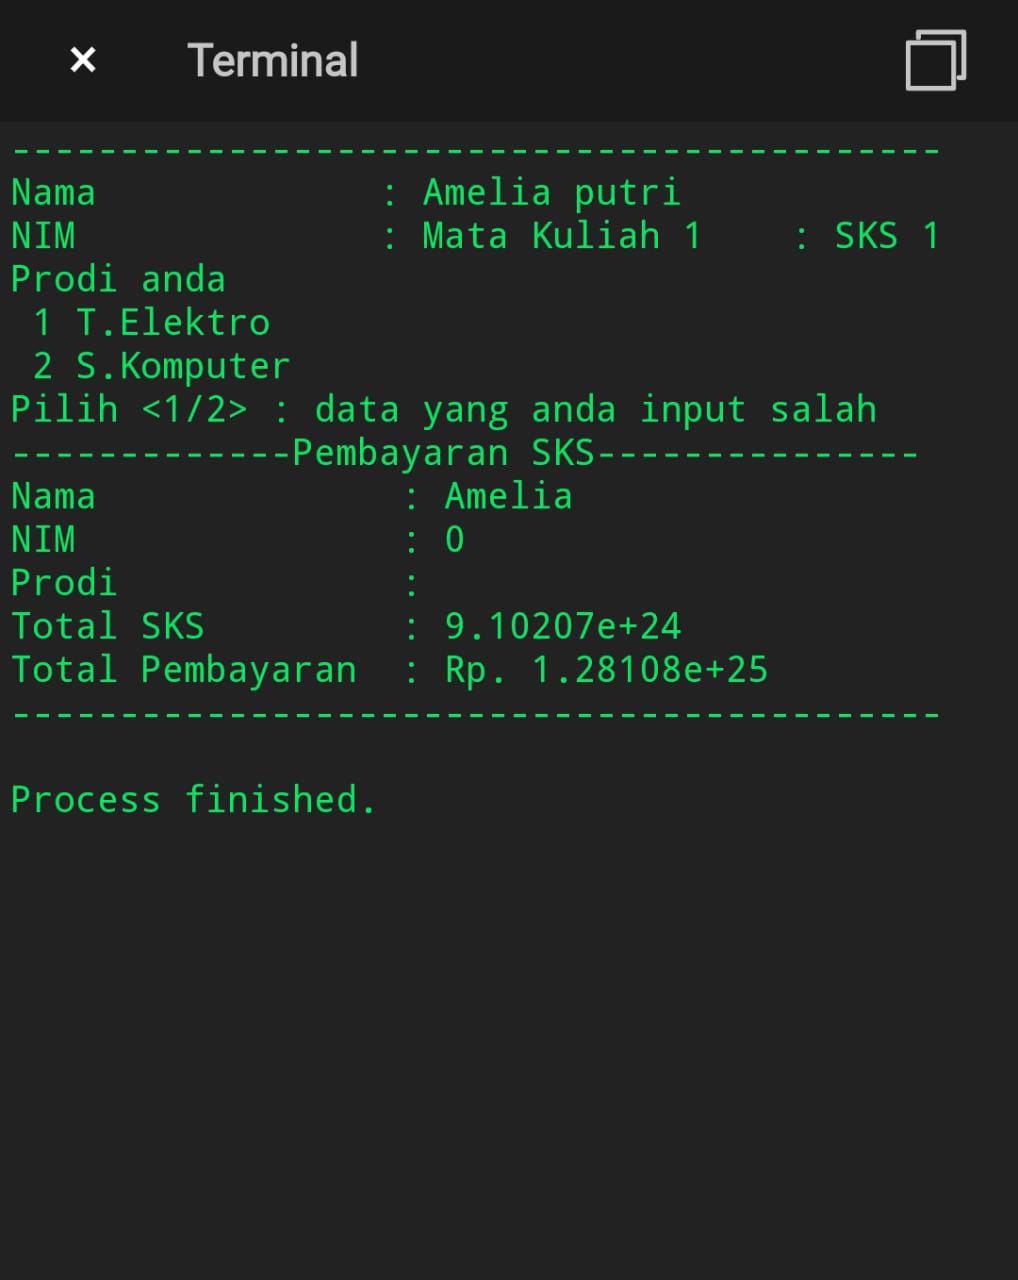 Terminal
-------------------------------------------
Nama : Amelia putri
NIM : Mata Kuliah 1 : SKS 1
Prodi anda
1 T.Elektro
2 S.Komputer
Pilih <1/2> : data yang anda input salah
-------------Pembayaran SKS---------------
Nama : Amelia
NIM : 0
Prodi :
Total SKS : 9.10207e+24
Total Pembayaran : Rp. 1.28108e+25
-------------------------------------------
Process finished.